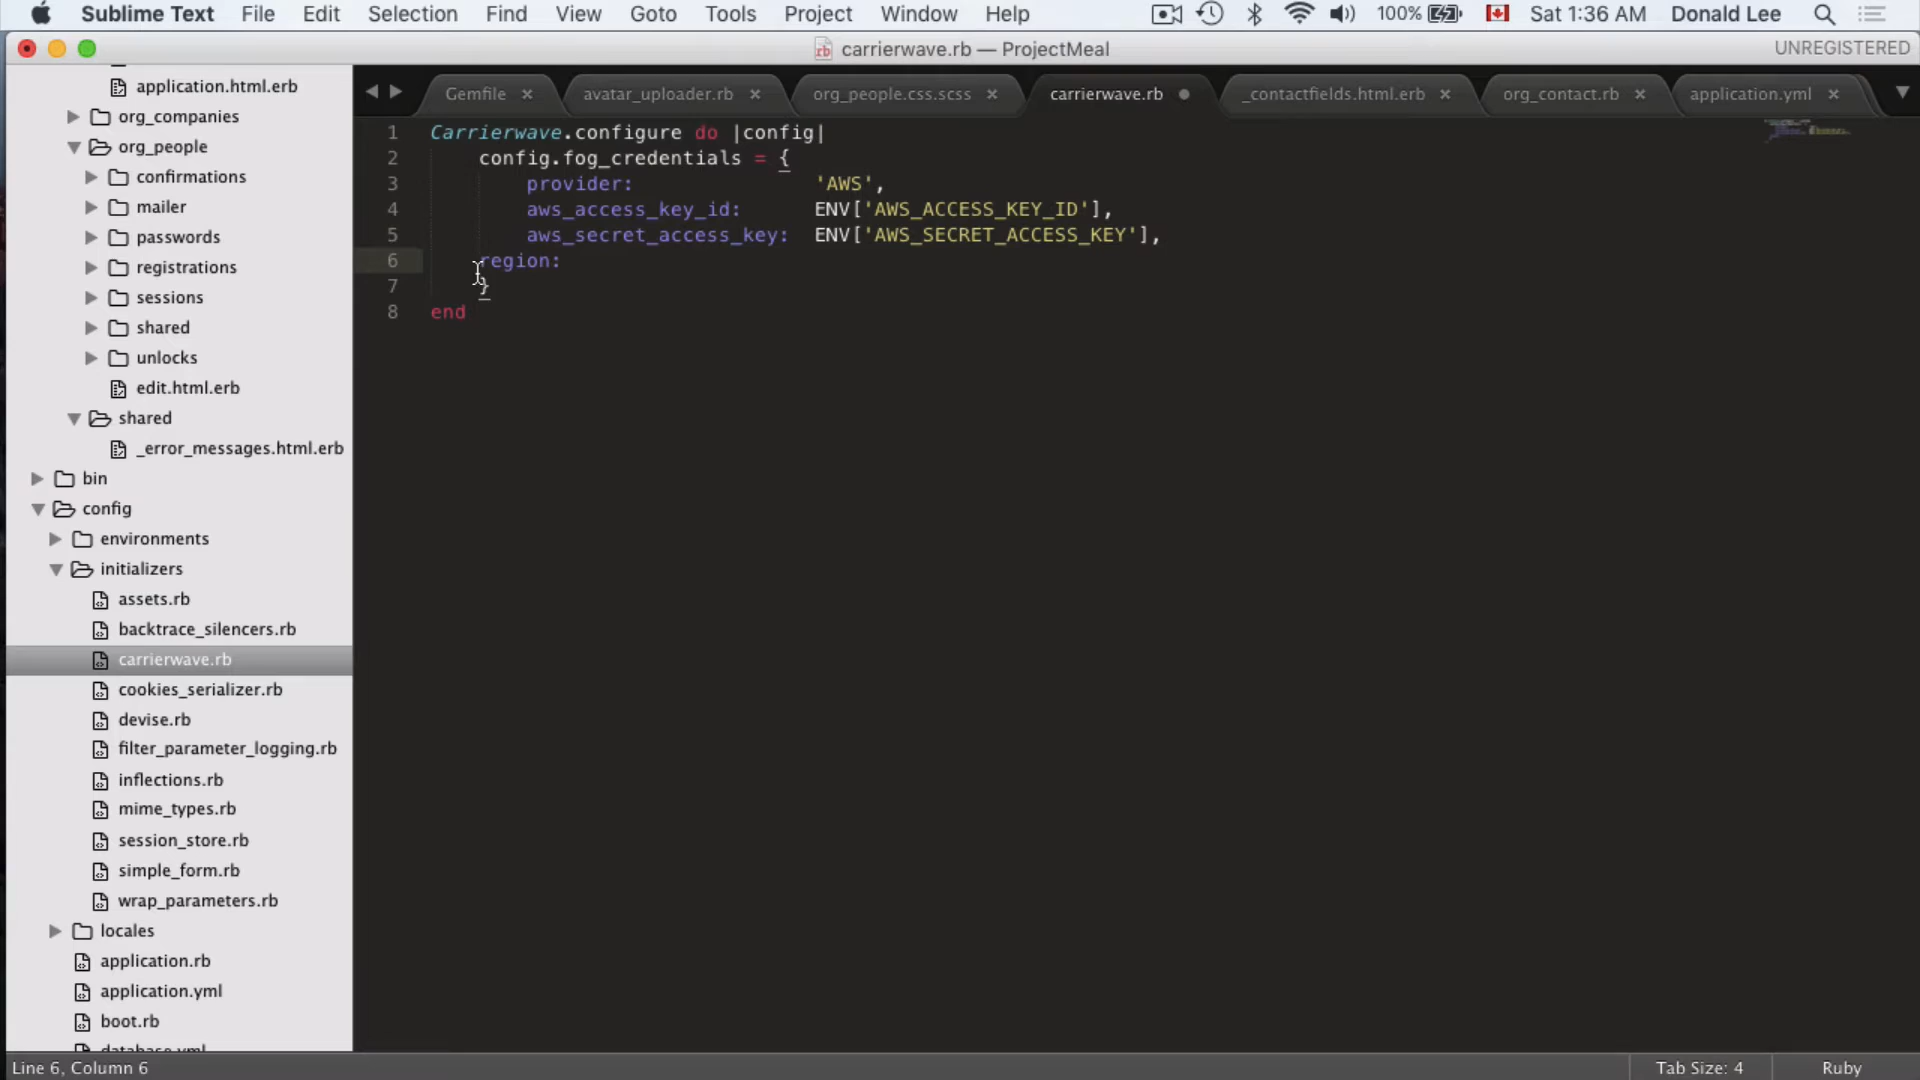 Sublime Text File Edit Selection Find View Goto Tools Project Window Help 100% Sat 1:36 AM Donald Lee
carrierwave.rb — ProjectMeal UNREGISTERED
Gemfile × avatar_uploader.rb × org_people.css.scss × carrierwave.rb _contactfields.html.erb × org_contact.rb × application.yml ×
application.html.erb
org_companies
org_people
confirmations
mailer
passwords
registrations
sessions
shared
unlocks
edit.html.erb
shared
_error_messages.html.erb
bin
config
environments
initializers
assets.rb
backtrace_silencers.rb
carrierwave.rb
cookies_serializer.rb
devise.rb
filter_parameter_logging.rb
inflections.rb
mime_types.rb
session_store.rb
simple_form.rb
wrap_parameters.rb
locales
application.rb
application.yml
boot.rb
database.yml
1 Carrierwave.configure do |config|
2 config.fog_credentials = {
3 provider: 'AWS',
4 aws_access_key_id: ENV['AWS_ACCESS_KEY_ID'],
5 aws_secret_access_key: ENV['AWS_SECRET_ACCESS_KEY'],
6 region:
7 }
8 end
Line 6, Column 6 Tab Size: 4 Ruby